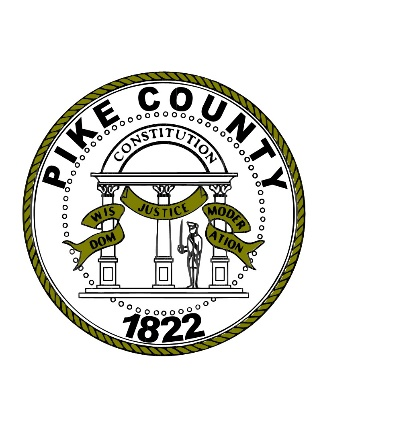 PIKE COUNTY
CONSTITUTION
WIS
DOM
JUSTICE
MODER
ATION
1822